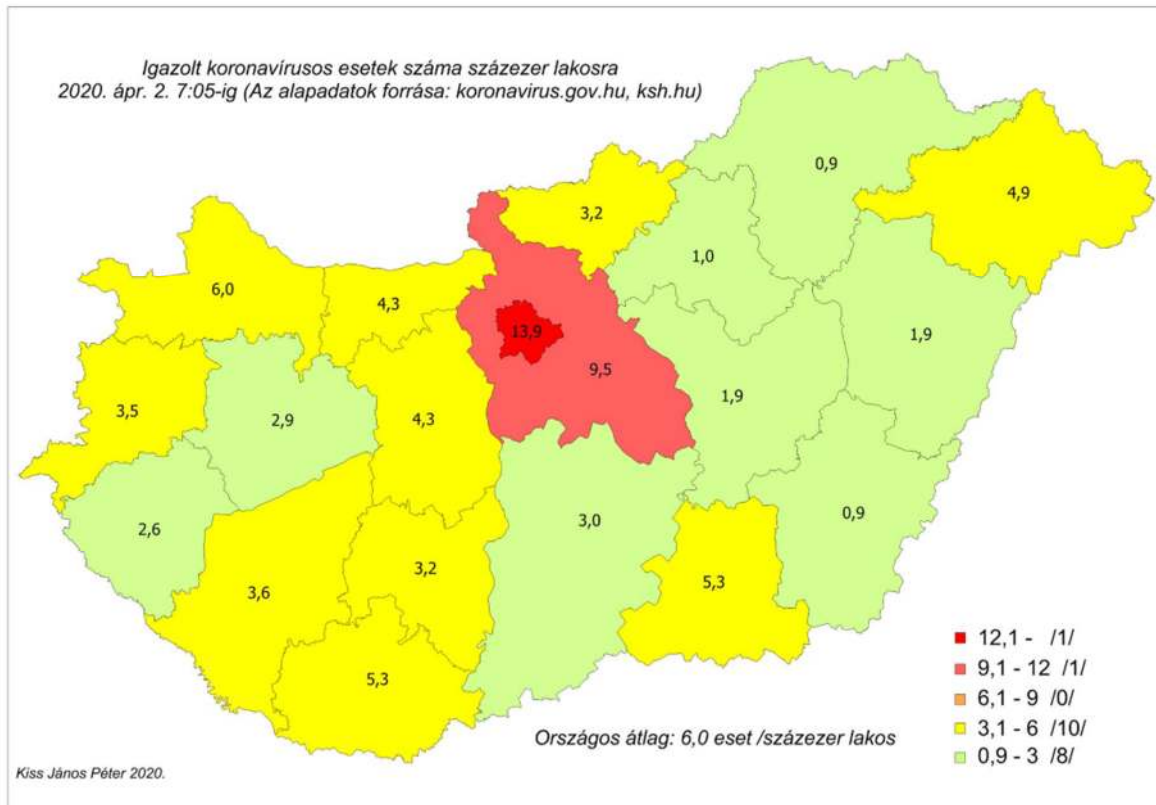 Igazolt koronavírusos esetek száma százezer lakosra
2020. ápr. 2. 7:05-ig (Az alapadatok forrása: koronavirus.gov.hu, ksh.hu)
0,9
4,9
3,2
1,0
6,0
4,3
13,9
1,9
9,5
3,5
2,9
4,3
1,9
2,6
3,0
0,9
3,6
3,2
5,3
5,3
12,1 - /1/
9,1 - 12 /1/
6,1 - 9 /0/
3,1 - 6 /10/
0,9 - 3 /8/
Országos átlag: 6,0 eset /százezer lakos
Kiss János Péter 2020.